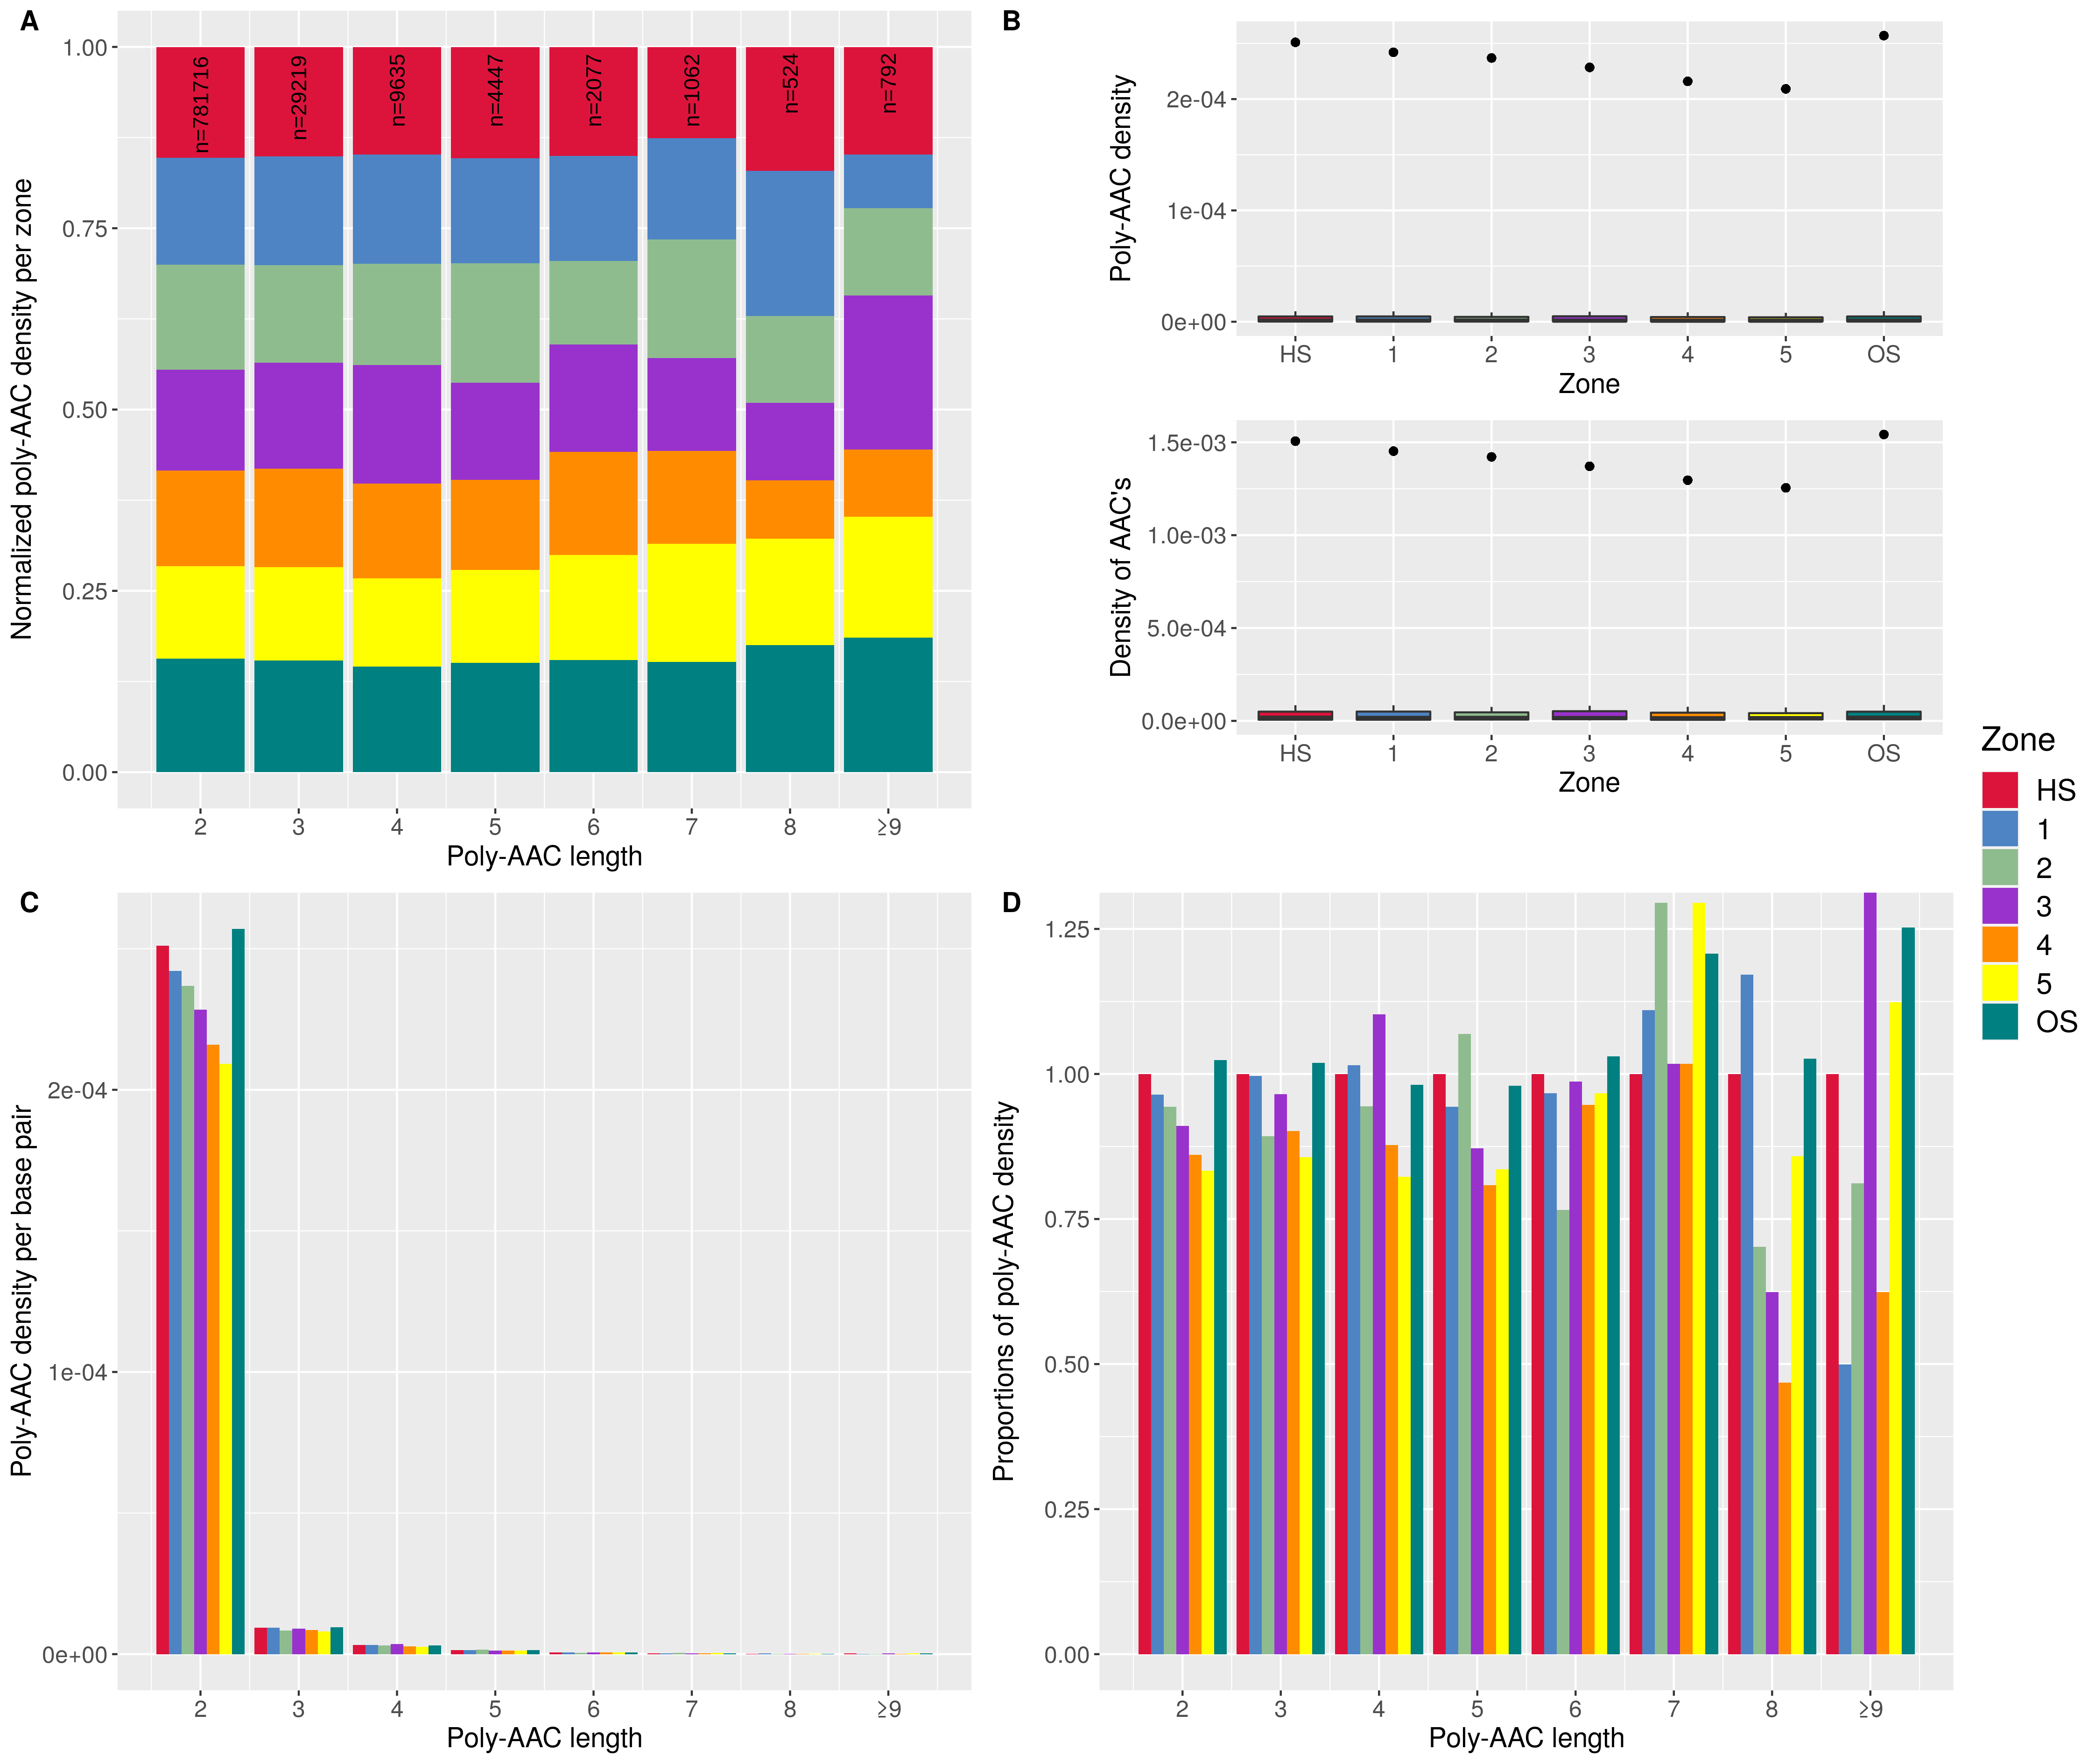 A
Normalized poly-AAC density per zone
1.00
0.75
0.50
0.25
0.00
n=781716
n=29219
n=9635
n=4447
n=2077
n=1062
n=524
n=792
2 3 4 5 6 7 8 ≥9
Poly-AAC length
B
Poly-AAC density
2e-04
1e-04
0e+00
HS 1 2 3 4 5 OS
Zone
Density of AAC's
1.5e-03
1.0e-03
5.0e-04
0.0e+00
HS 1 2 3 4 5 OS
Zone
C
Poly-AAC density per base pair
2e-04
1e-04
0e+00
2 3 4 5 6 7 8 ≥9
Poly-AAC length
D
Proportions of poly-AAC density
1.25
1.00
0.75
0.50
0.25
0.00
2 3 4 5 6 7 8 ≥9
Poly-AAC length
Zone
HS
1
2
3
4
5
OS